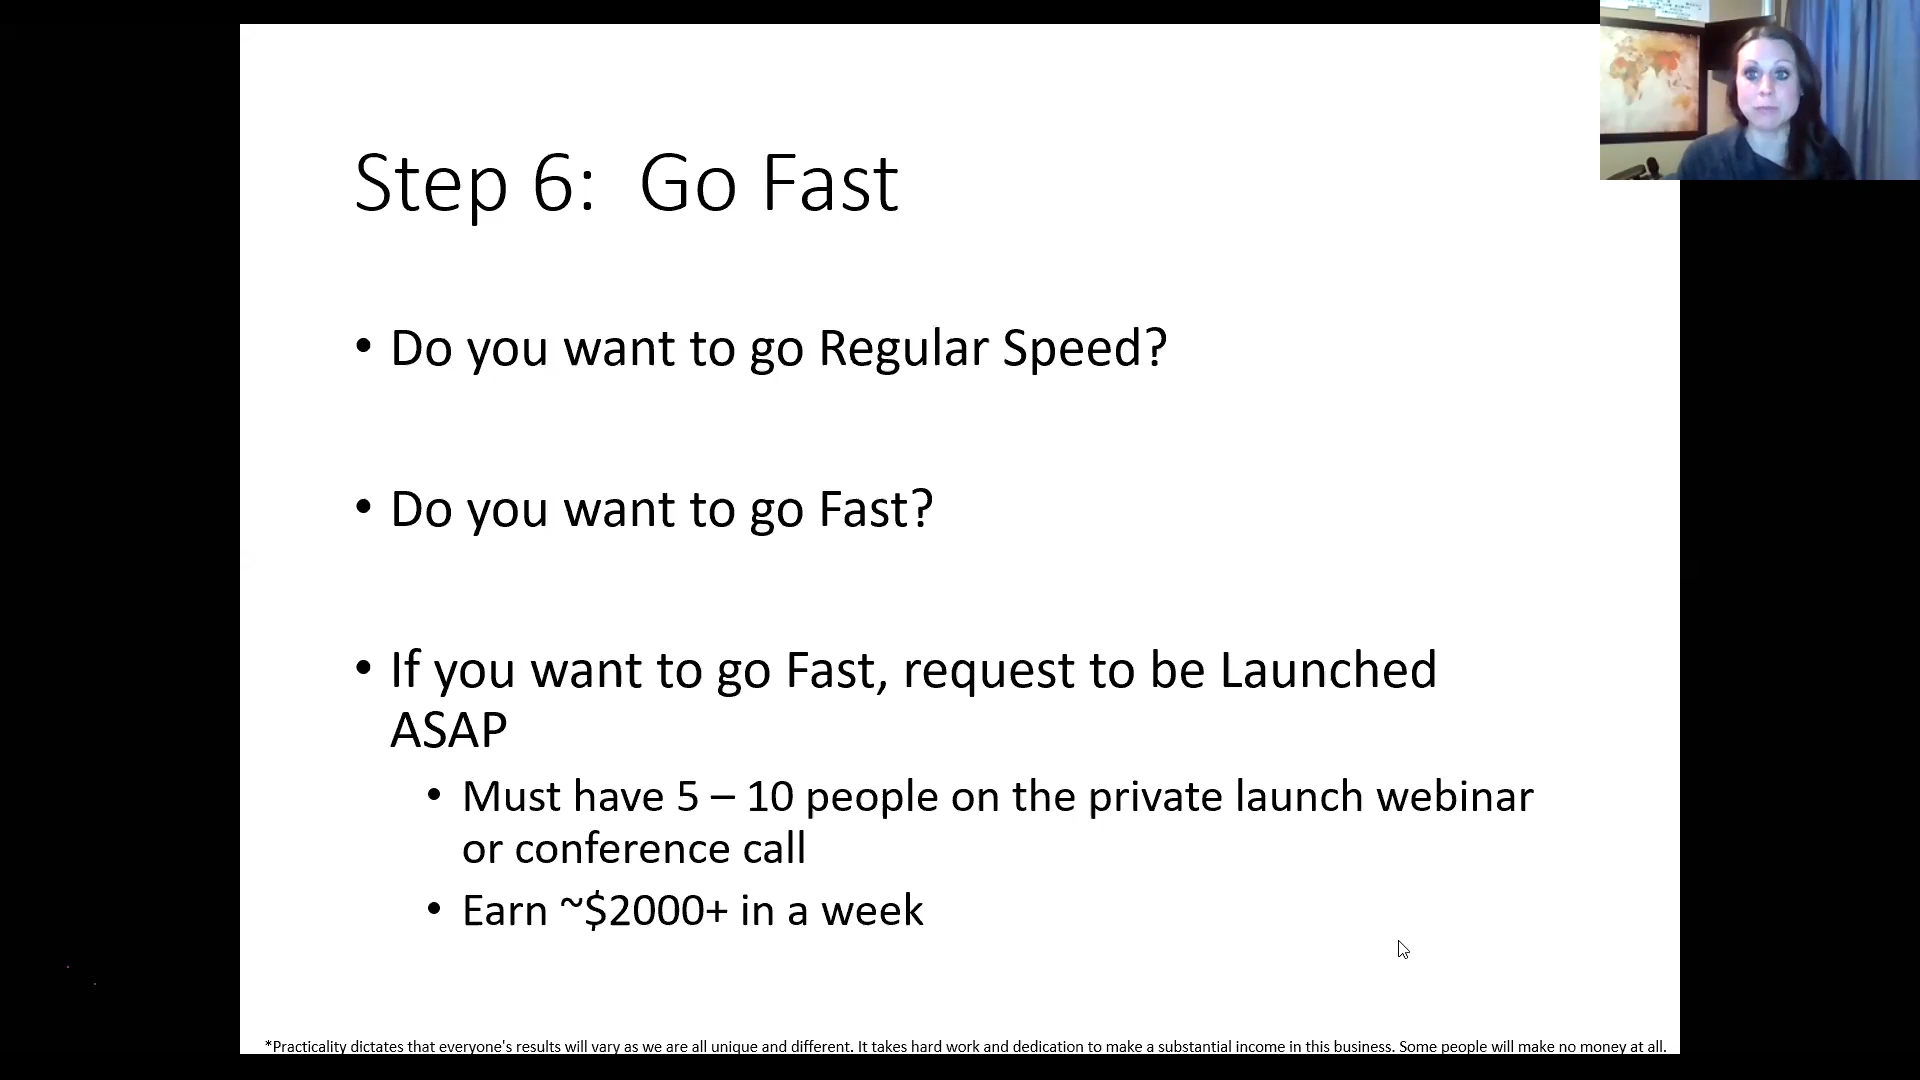 Step 6:  Go Fast
• Do you want to go Regular Speed?
• Do you want to go Fast?
• If you want to go Fast, request to be Launched
ASAP
• Must have 5 – 10 people on the private launch webinar
or conference call
• Earn ~$2000+ in a week
*Practicality dictates that everyone's results will vary as we are all unique and different. It takes hard work and dedication to make a substantial income in this business. Some people will make no money at all.